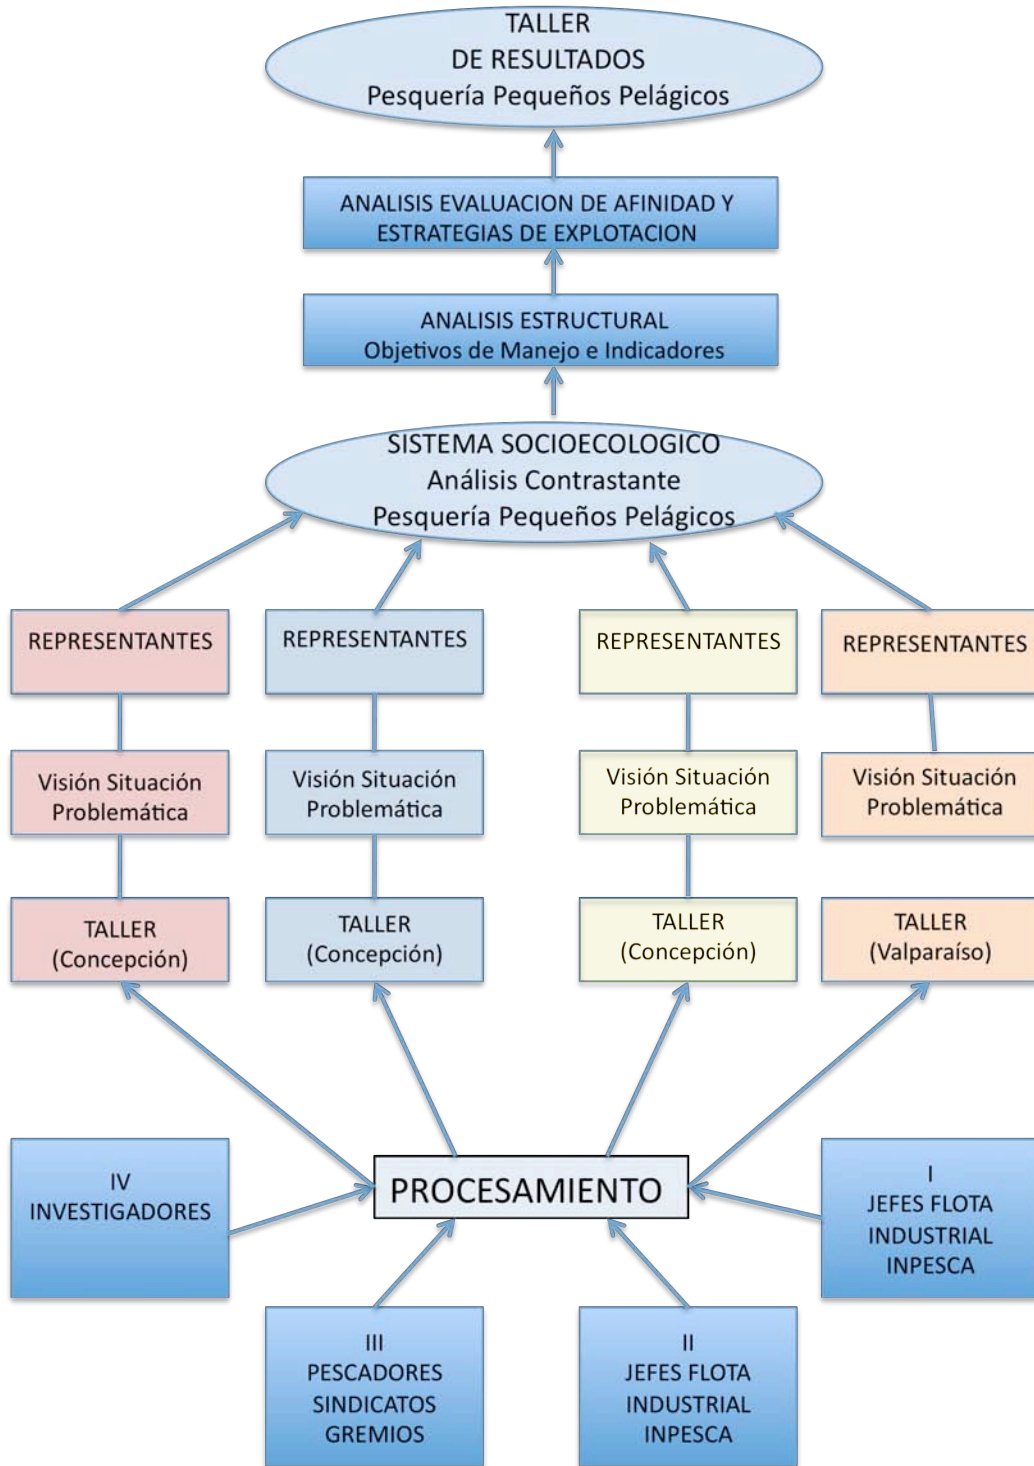 TALLER
DE RESULTADOS
Pesquería Pequeños Pelágicos
ANALISIS EVALUACION DE AFINIDAD Y
ESTRATEGIAS DE EXPLOTACION
ANALISIS ESTRUCTURAL
Objetivos de Manejo e Indicadores
SISTEMA SOCIOECOLOGICO
Análisis Contrastante
Pesquería Pequeños Pelágicos
REPRESENTANTES
REPRESENTANTES
REPRESENTANTES
REPRESENTANTES
Visión Situación
Problemática
Visión Situación
Problemática
Visión Situación
Problemática
Visión Situación
Problemática
TALLER
(Concepción)
TALLER
(Concepción)
TALLER
(Concepción)
TALLER
(Valparaíso)
IV
INVESTIGADORES
PROCESAMIENTO
I
JEFES FLOTA
INDUSTRIAL
INPESCA
III
PESCADORES
SINDICATOS
GREMIOS
II
JEFES FLOTA
INDUSTRIAL
INPESCA